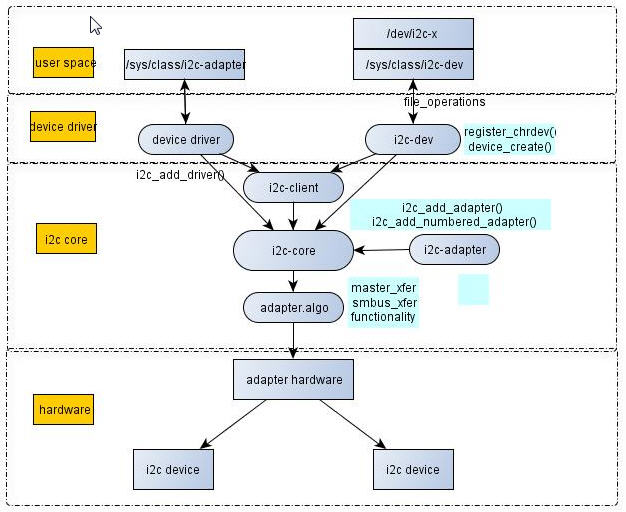 /dev/i2c-x
user space
/sys/class/i2c-adapter
/sys/class/i2c-dev
file_operations
device driver
device driver
i2c-dev
register_chrdev(
device_create()
i2c_add_driver()
i2c-client
i2c_add_adapter()
i2c_add_numbered_adapter()
i2c core
i2c-core
i2c-adapter
master_xfer
smbus_xfer
functionality
adapter.algo
adapter hardware
hardware
i2c device
i2c device